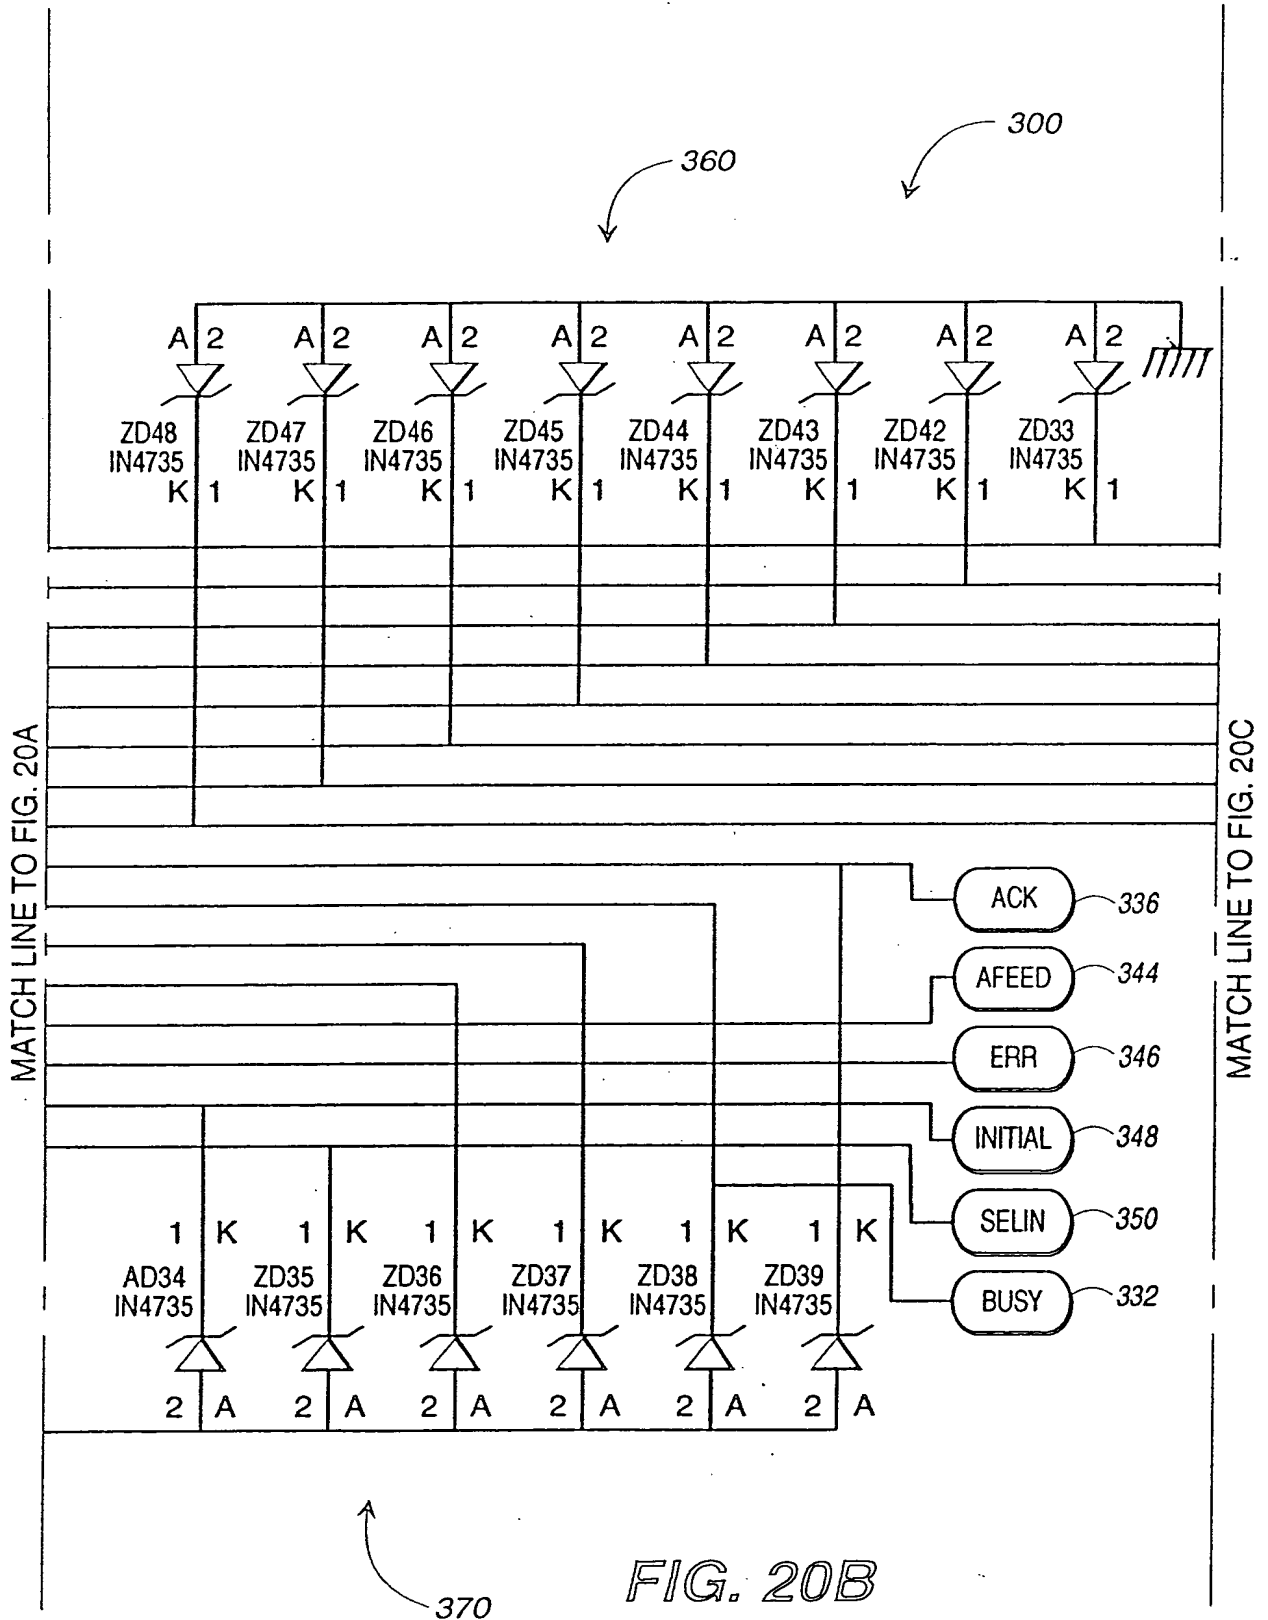 300
360
A 2 A 2 A 2 A 2 A 2 A 2 A 2 A 2
ZD48 ZD47 ZD46 ZD45 ZD44 ZD43 ZD42 ZD33
IN4735 IN4735 IN4735 IN4735 IN4735 IN4735 IN4735 IN4735
K 1 K 1 K 1 K 1 K 1 K 1 K 1 K 1
MATCH LINE TO FIG. 20A
MATCH LINE TO FIG. 20C
ACK 336
AFEED 344
ERR 346
INITIAL 348
SELIN 350
BUSY 332
1 K 1 K 1 K 1 K 1 K 1 K
AD34 ZD35 ZD36 ZD37 ZD38 ZD39
IN4735 IN4735 IN4735 IN4735 IN4735 IN4735
2 A 2 A 2 A 2 A 2 A 2 A
370
FIG. 20B